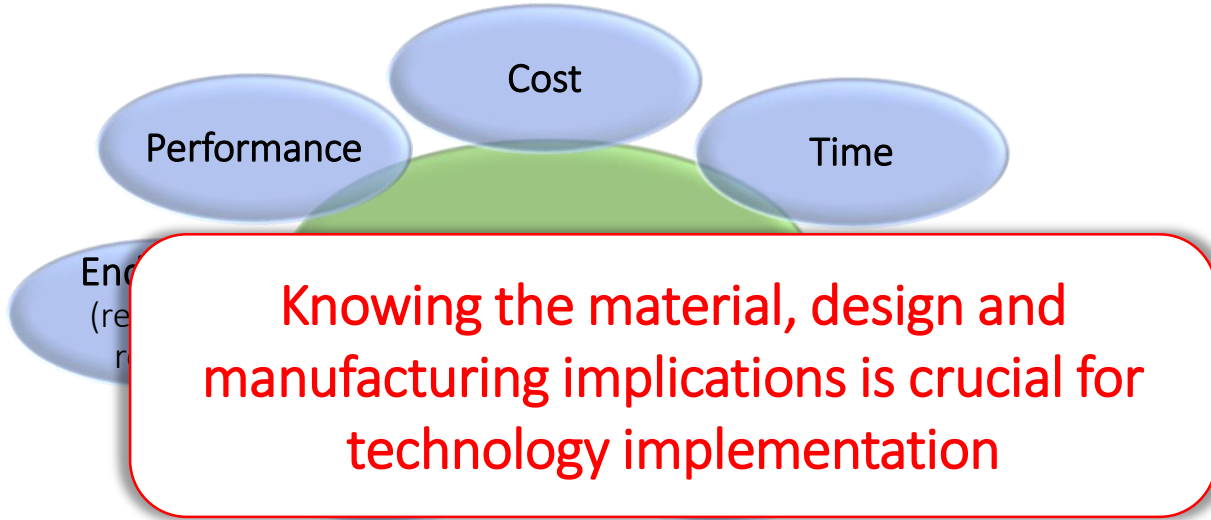 Cost
Performance
Time
Knowing the material, design and
manufacturing implications is crucial for
technology implementation